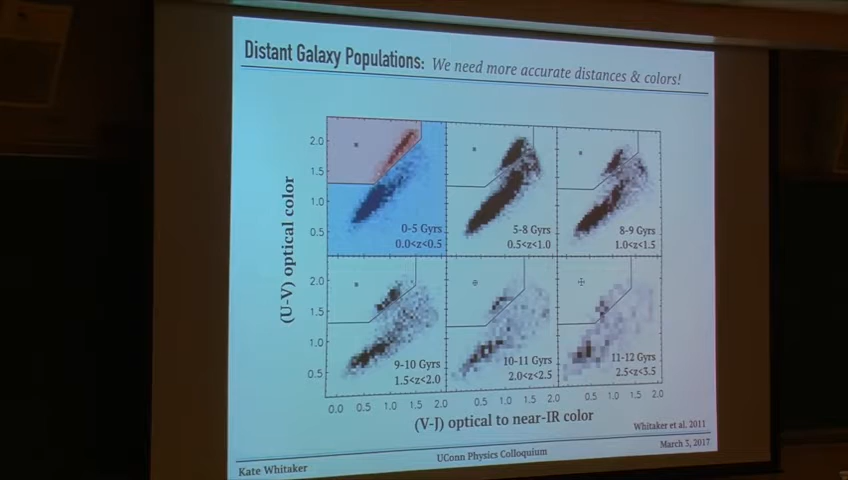 Distant Galaxy Populations: We need more accurate distances & colors!
(U-V) optical color
2.0
1.5
1.0
0.5
0-5 Gyrs
0.0<z<0.5
5-8 Gyrs
0.5<z<1.0
8-9 Gyrs
1.0<z<1.5
2.0
1.5
1.0
0.5
9-10 Gyrs
1.5<z<2.0
10-11 Gyrs
2.0<z<2.5
11-12 Gyrs
2.5<z<3.5
0.0 0.5 1.0 1.5 2.0 0.5 1.0 1.5 2.0 0.5 1.0 1.5 2.0
(V-J) optical to near-IR color
Whitaker et al. 2011
Kate Whitaker
UConn Physics Colloquium
March 3, 2017